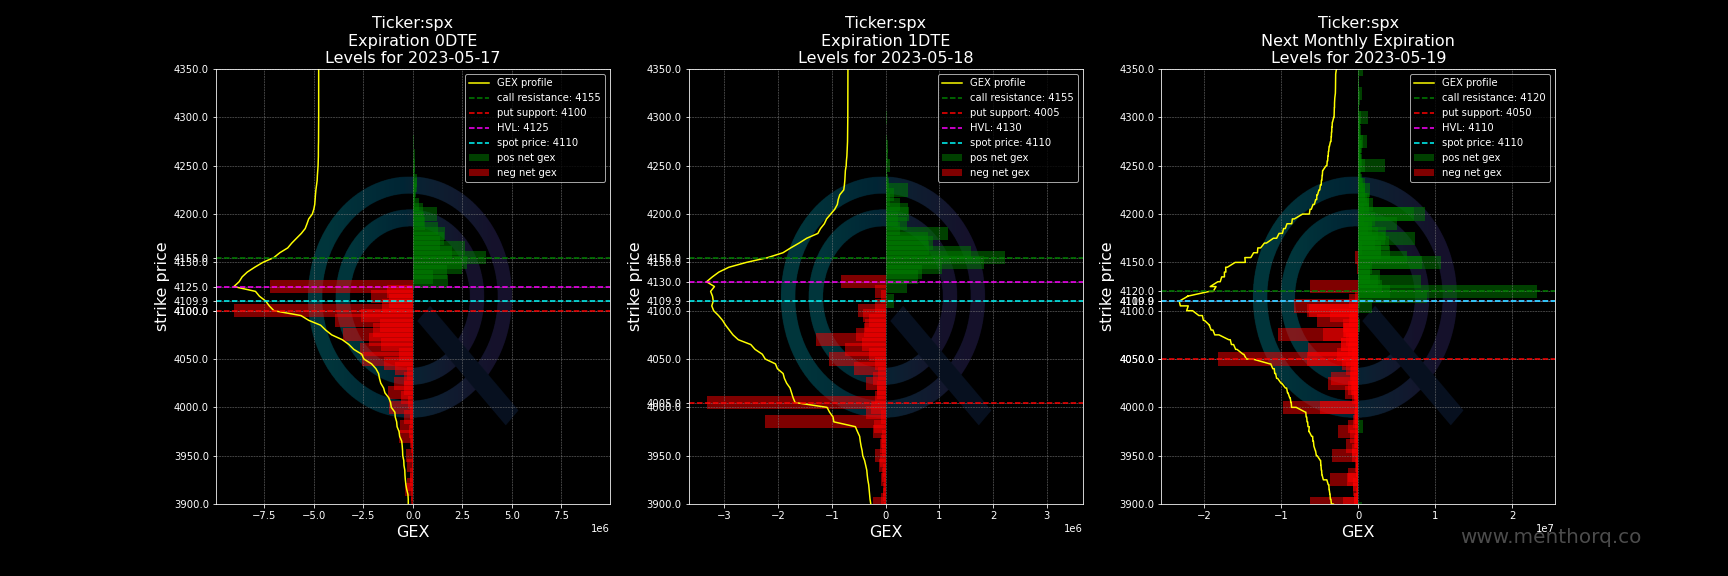 Ticker:spx
Expiration 0DTE
Levels for 2023-05-17
4350.0
4300.0
4250.0
4200.0
4155.0
4150.0
4125.0
4109.9
4100.0
4050.0
4000.0
3950.0
3900.0
strike price
GEX profile
call resistance: 4155
put support: 4100
HVL: 4125
spot price: 4110
pos net gex
neg net gex
−7.5 −5.0 −2.5 0.0 2.5 5.0 7.5
1e6
GEX
Ticker:spx
Expiration 1DTE
Levels for 2023-05-18
4350.0
4300.0
4250.0
4200.0
4155.0
4150.0
4130.0
4109.9
4100.0
4050.0
4005.0
4000.0
3950.0
3900.0
strike price
GEX profile
call resistance: 4155
put support: 4005
HVL: 4130
spot price: 4110
pos net gex
neg net gex
−3 −2 −1 0 1 2 3
1e6
GEX
Ticker:spx
Next Monthly Expiration
Levels for 2023-05-19
4350.0
4300.0
4250.0
4200.0
4150.0
4120.0
4100.0
4050.0
4000.0
3950.0
3900.0
strike price
GEX profile
call resistance: 4120
put support: 4050
HVL: 4110
spot price: 4110
pos net gex
neg net gex
−2 −1 0 1 2
1e7
GEX
www.menthorq.co